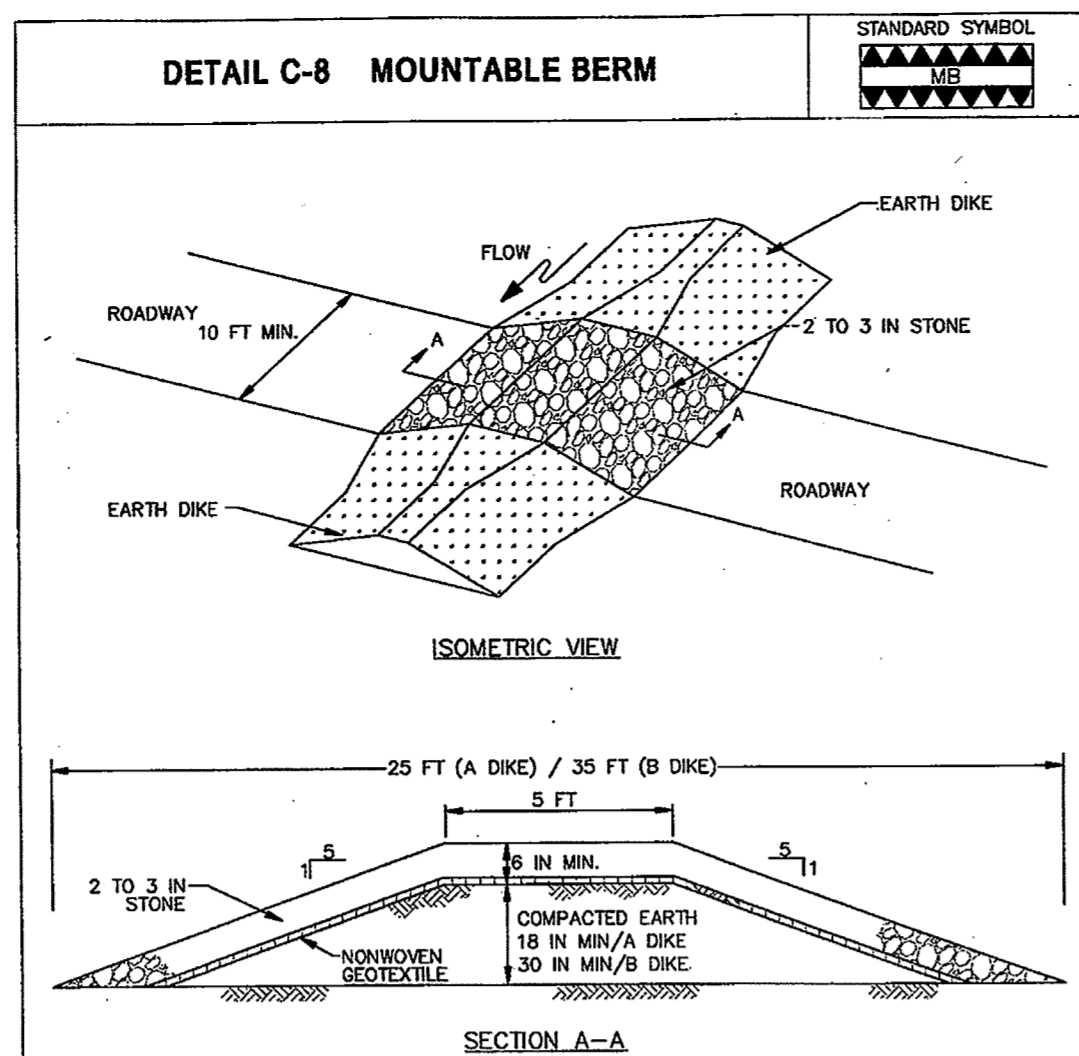 DETAIL C-8 MOUNTABLE BERM
STANDARD SYMBOL
MB
EARTH DIKE
FLOW
ROADWAY
10 FT MIN.
2 TO 3 IN STONE
A
A
ROADWAY
EARTH DIKE
ISOMETRIC VIEW
25 FT (A DIKE) / 35 FT (B DIKE)
5 FT
5
1
6 IN MIN.
5
1
2 TO 3 IN
STONE
NONWOVEN
GEOTEXTILE
COMPACTED EARTH
18 IN MIN/A DIKE
30 IN MIN/B DIKE.
SECTION A-A